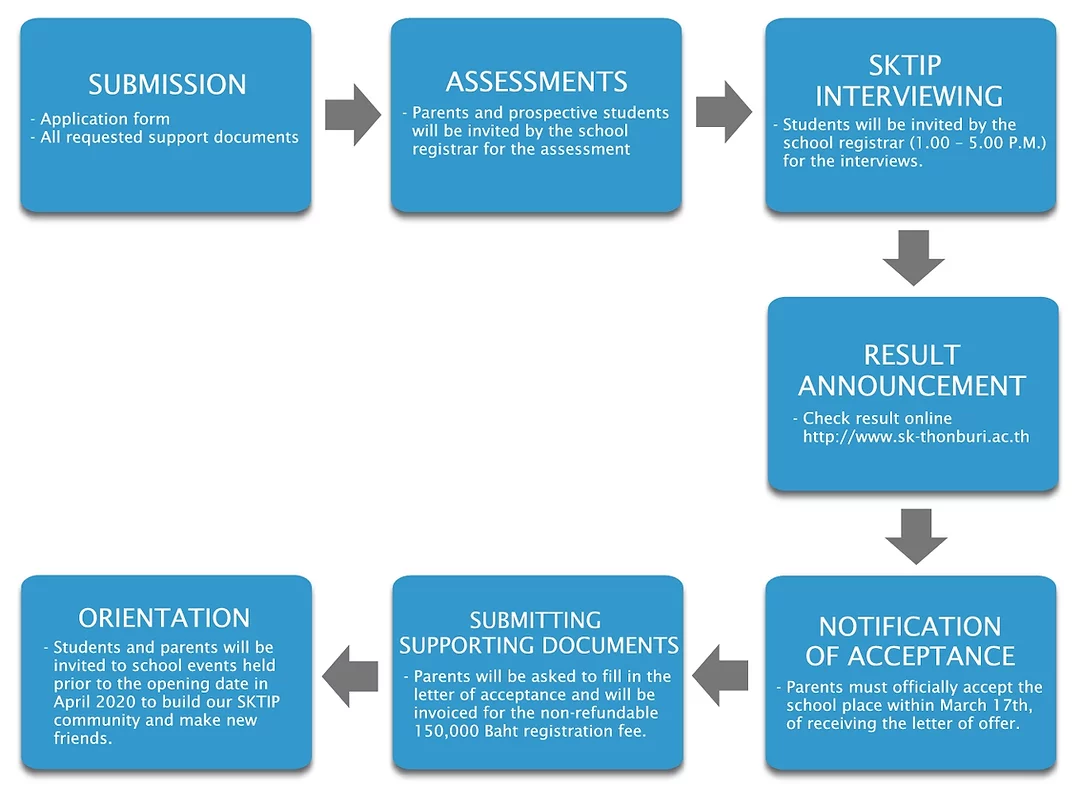 SUBMISSION
- Application form
- All requested support documents
ASSESSMENTS
- Parents and prospective students
will be invited by the school
registrar for the assessment
SKTIP
INTERVIEWING
- Students will be invited by the
school registrar (1.00 – 5.00 P.M.)
for the interviews.
RESULT
ANNOUNCEMENT
- Check result online
http://www.sk-thonburi.ac.th
NOTIFICATION
OF ACCEPTANCE
- Parents must officially accept the
school place within March 17th,
of receiving the letter of offer.
SUBMITTING
SUPPORTING DOCUMENTS
- Parents will be asked to fill in the
letter of acceptance and will be
invoiced for the non-refundable
150,000 Baht registration fee.
ORIENTATION
- Students and parents will be
invited to school events held
prior to the opening date in
April 2020 to build our SKTIP
community and make new
friends.